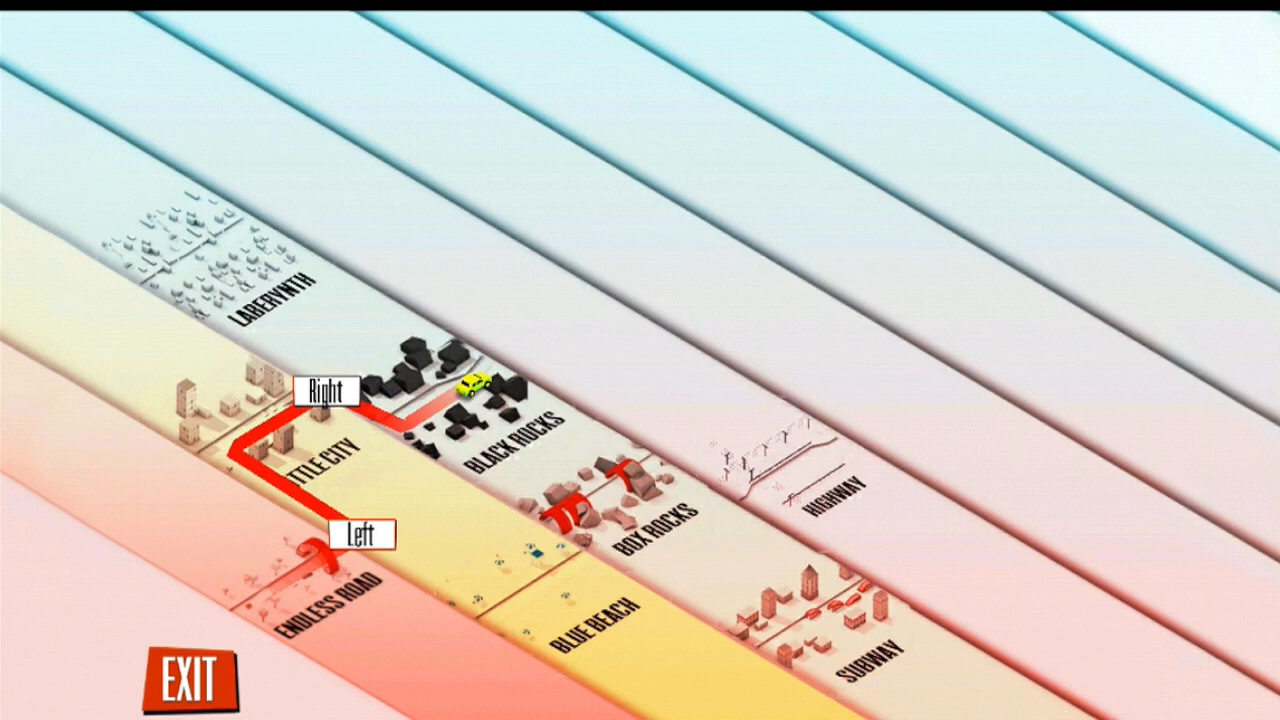 LABERYNTH
Right
TTLE CITY
BLACK ROCKS
HIGHWAY
BOX ROCKS
Left
ENDLESS ROAD
BLUE BEACH
SUBWAY
EXIT